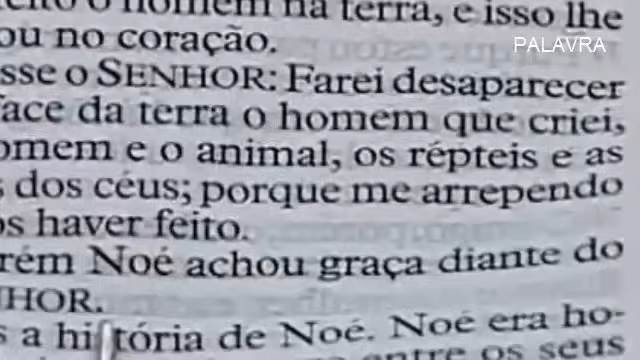 eito o homem na terra, e isso lhe
ou no coração.
PALAVRA
sse o SENHOR: Farei desaparecer
face da terra o homem que criei,
omem e o animal, os répteis e as
s dos céus; porque me arrependo
os haver feito.
rém Noé achou graça diante do
HOR.
s a história de Noé. Noé era ho-
entre os seus